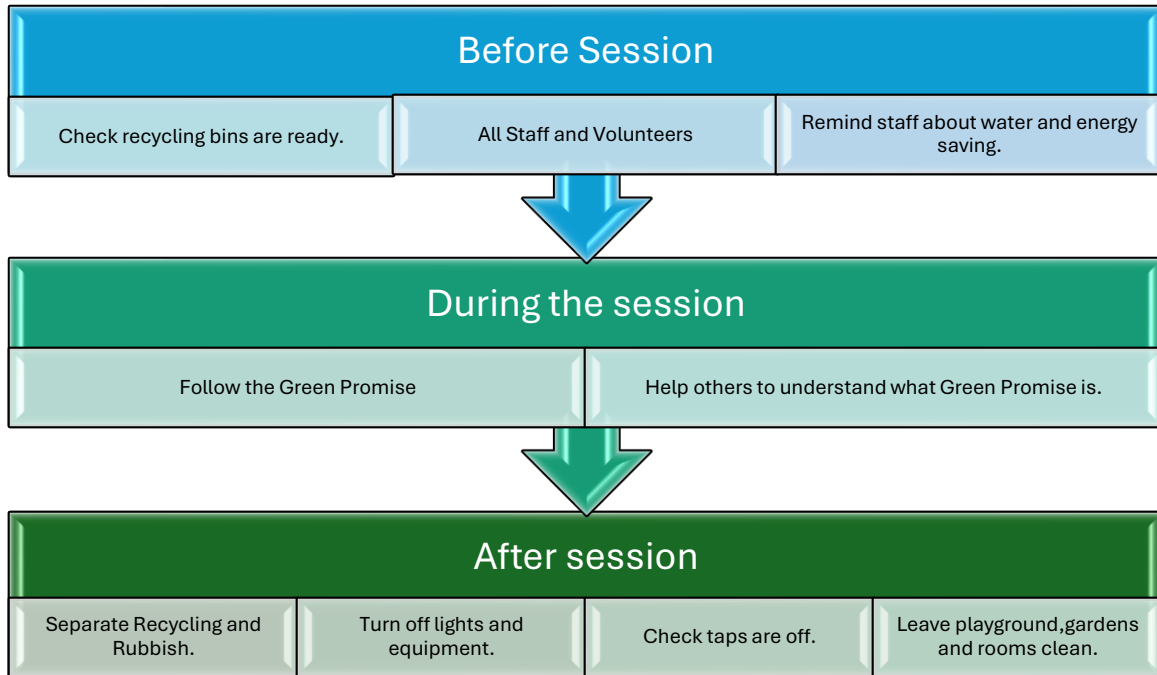 Before Session
Check recycling bins are ready.
All Staff and Volunteers
Remind staff about water and energy
saving.
During the session
Follow the Green Promise
Help others to understand what Green Promise is.
After session
Separate Recycling and
Rubbish.
Turn off lights and
equipment.
Check taps are off.
Leave playground,gardens
and rooms clean.